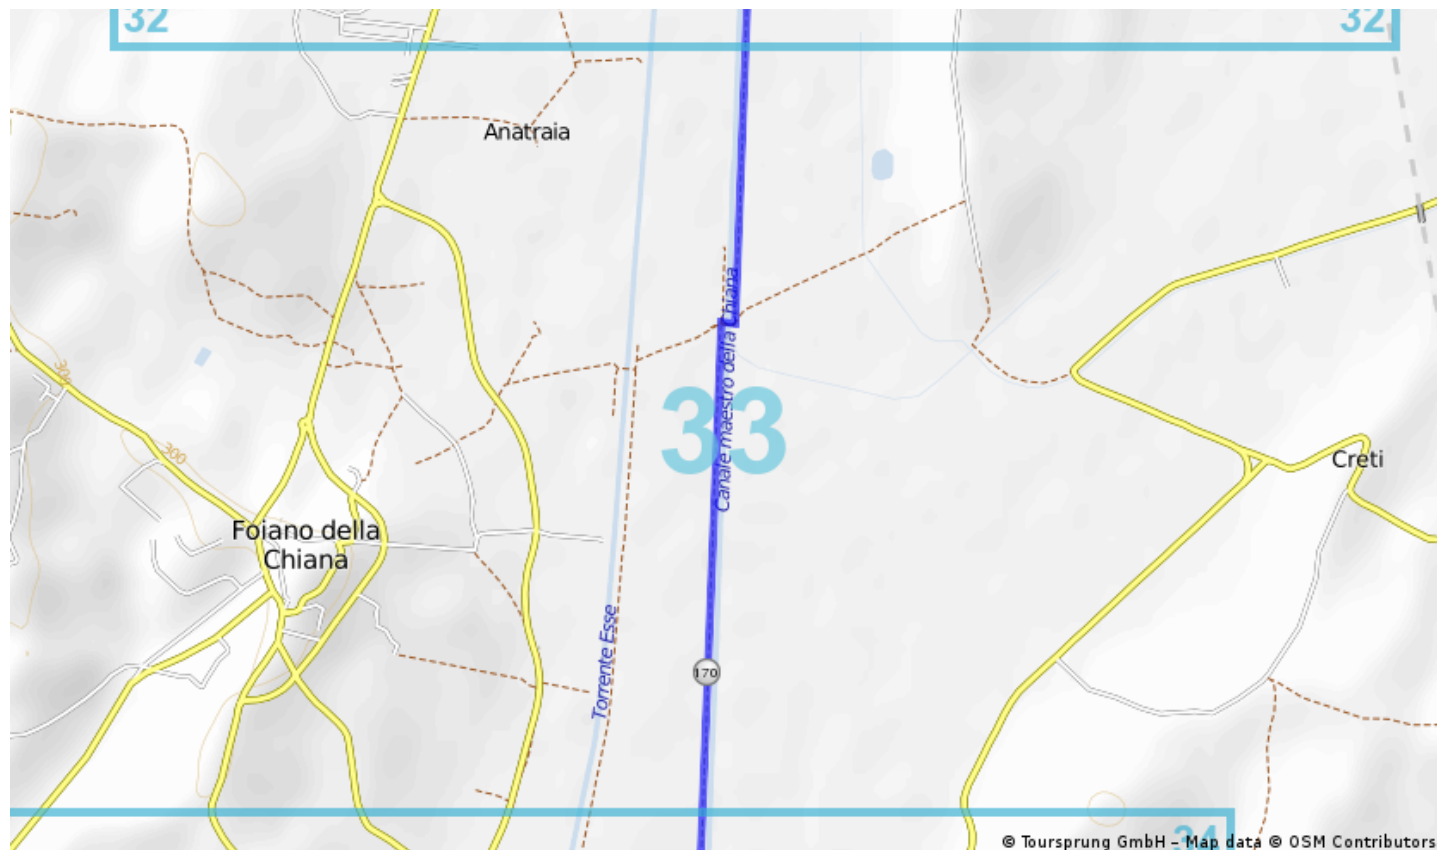 32
32
Anatraia
Canale maestro della Chiana
300
33
300
Creti
Foiano della
Chiana
Torrente Esse
170
34
© Toursprung GmbH – Map data © OSM Contributors